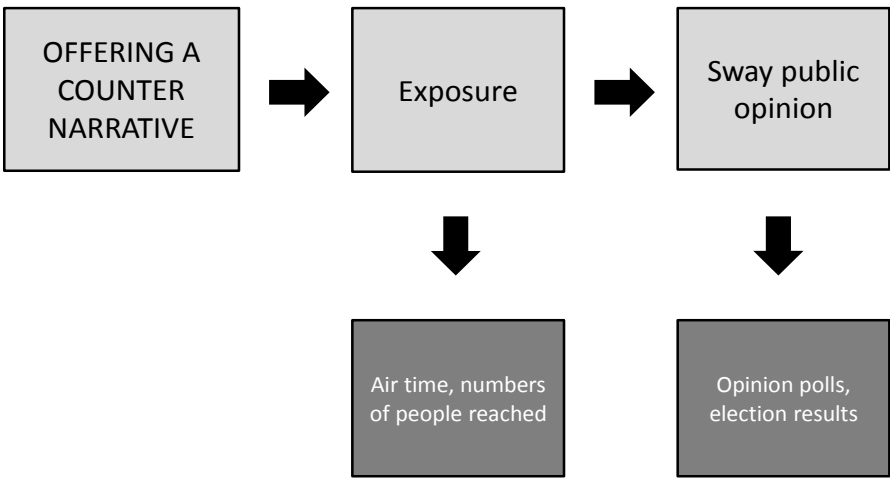 OFFERING A
COUNTER
NARRATIVE
Exposure
Sway public
opinion
Air time, numbers
of people reached
Opinion polls,
election results